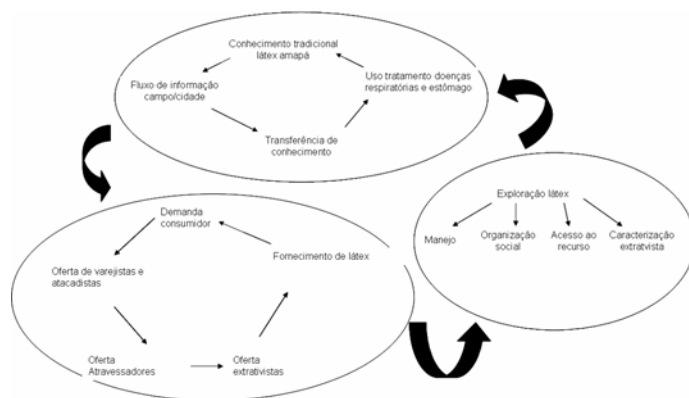 Conhecimento tradicional
látex amapá
Fluxo de informação
campo/cidade
Uso tratamento doenças
respiratórias e estômago
Transferência de
conhecimento
Demanda
consumidor
Oferta de varejistas e
atacadistas
Fornecimento de látex
Oferta
Atravessadores
Oferta
extrativistas
Exploração látex
Manejo
Organização
social
Acesso ao
recurso
Caracterização
extratvista